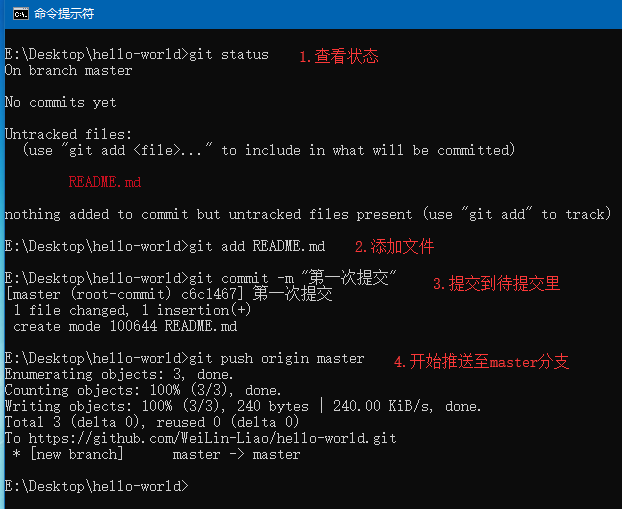 命令提示符
E:\Desktop\hello-world>git status 1.查看状态
On branch master
No commits yet
Untracked files:
(use "git add <file>..." to include in what will be committed)
README.md
nothing added to commit but untracked files present (use "git add" to track)
E:\Desktop\hello-world>git add README.md 2.添加文件
E:\Desktop\hello-world>git commit -m "第一次提交" 3.提交到待提交里
[master (root-commit) c6c1467] 第一次提交
1 file changed, 1 insertion(+)
create mode 100644 README.md
E:\Desktop\hello-world>git push origin master 4.开始推送至master分支
Enumerating objects: 3, done.
Counting objects: 100% (3/3), done.
Writing objects: 100% (3/3), 240 bytes | 240.00 KiB/s, done.
Total 3 (delta 0), reused 0 (delta 0)
To https://github.com/WeiLin-Liao/hello-world.git
* [new branch] master -> master
E:\Desktop\hello-world>